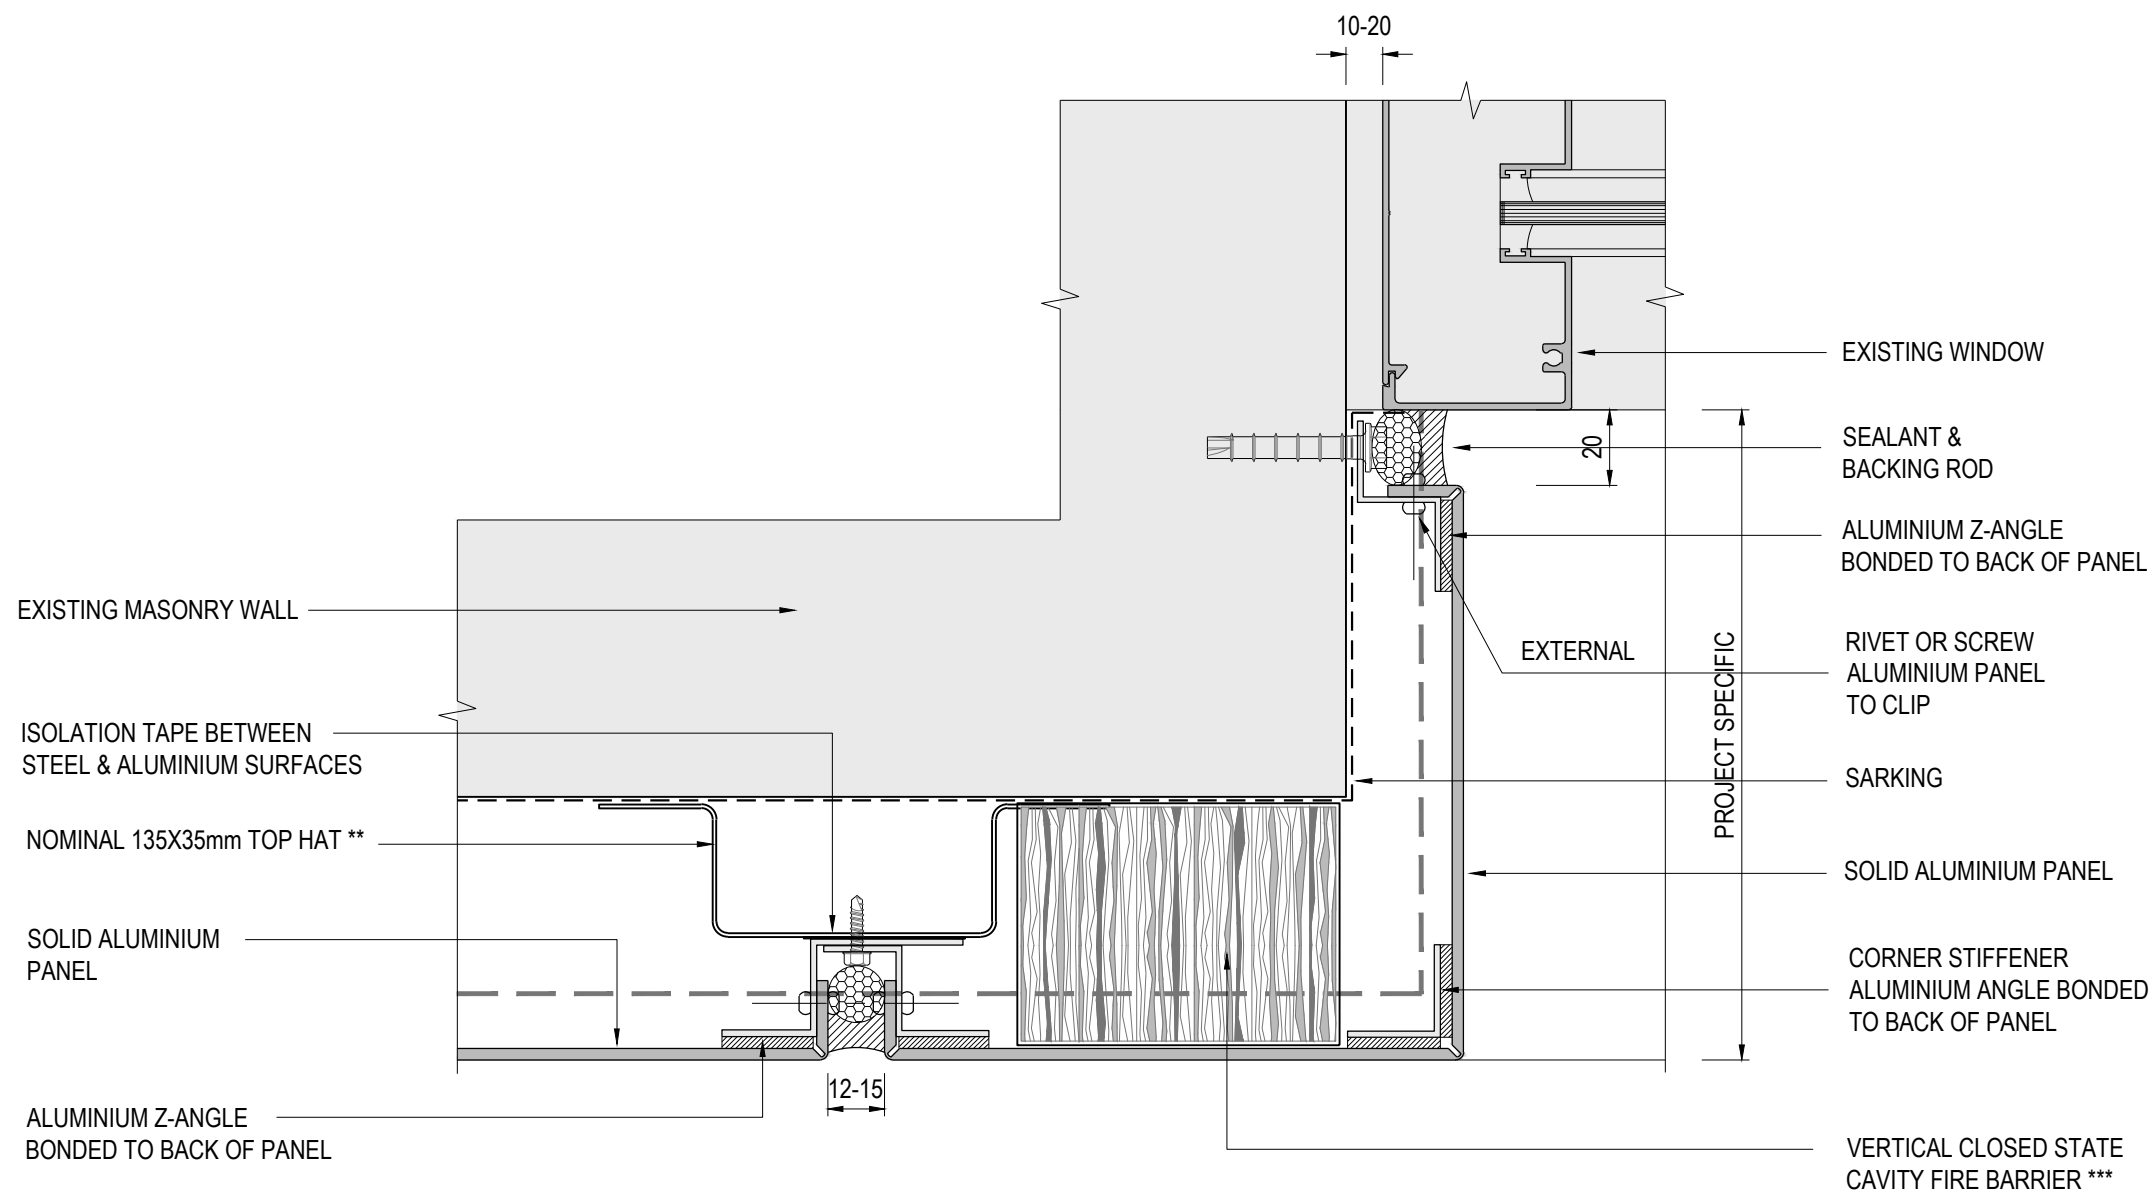 10-20
EXISTING WINDOW
20
SEALANT &
BACKING ROD
ALUMINIUM Z-ANGLE
BONDED TO BACK OF PANEL
EXISTING MASONRY WALL
EXTERNAL
RIVET OR SCREW
ALUMINIUM PANEL
TO CLIP
PROJECT SPECIFIC
ISOLATION TAPE BETWEEN
STEEL & ALUMINIUM SURFACES
SARKING
NOMINAL 135X35mm TOP HAT **
SOLID ALUMINIUM PANEL
SOLID ALUMINIUM
PANEL
CORNER STIFFENER
ALUMINIUM ANGLE BONDED
TO BACK OF PANEL
12-15
ALUMINIUM Z-ANGLE
BONDED TO BACK OF PANEL
VERTICAL CLOSED STATE
CAVITY FIRE BARRIER ***